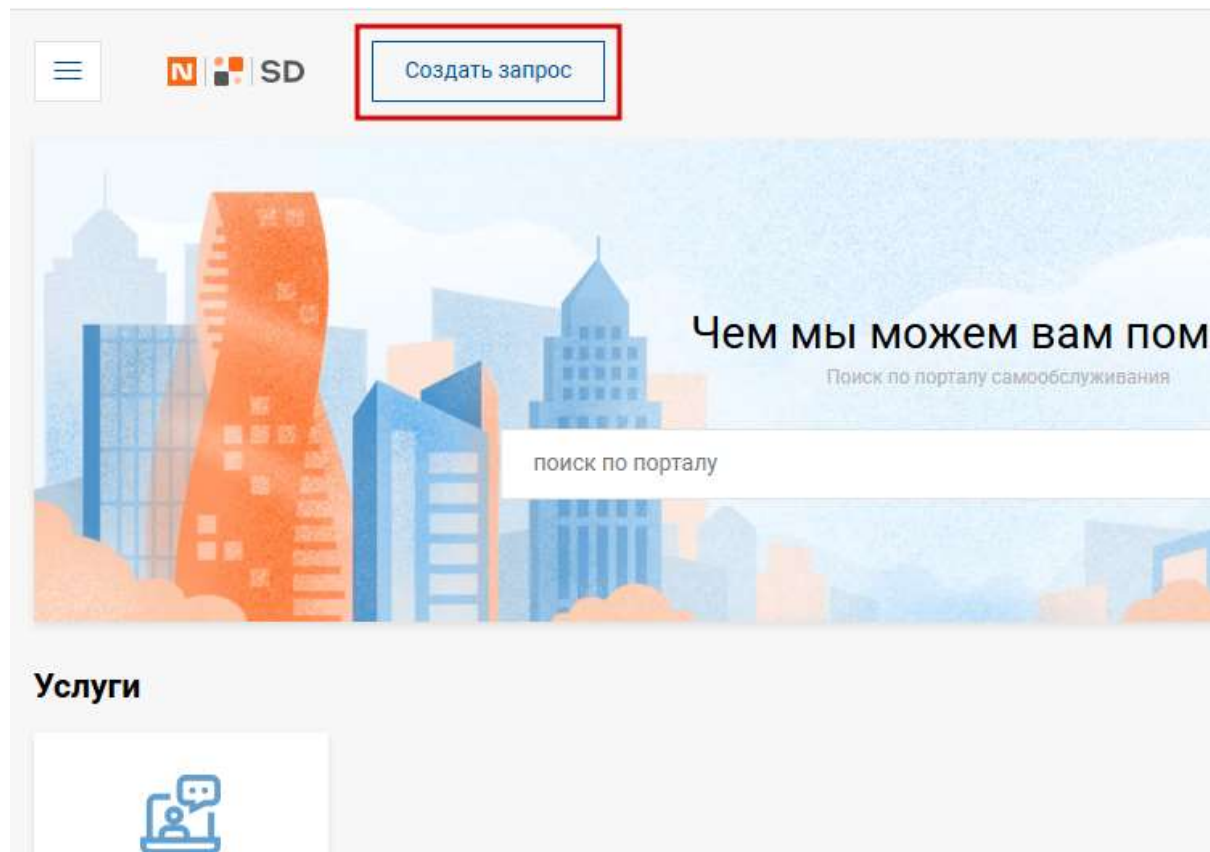 N SD
Создать запрос
Чем мы можем вам пом
Поиск по порталу самообслуживания
поиск по порталу
Услуги